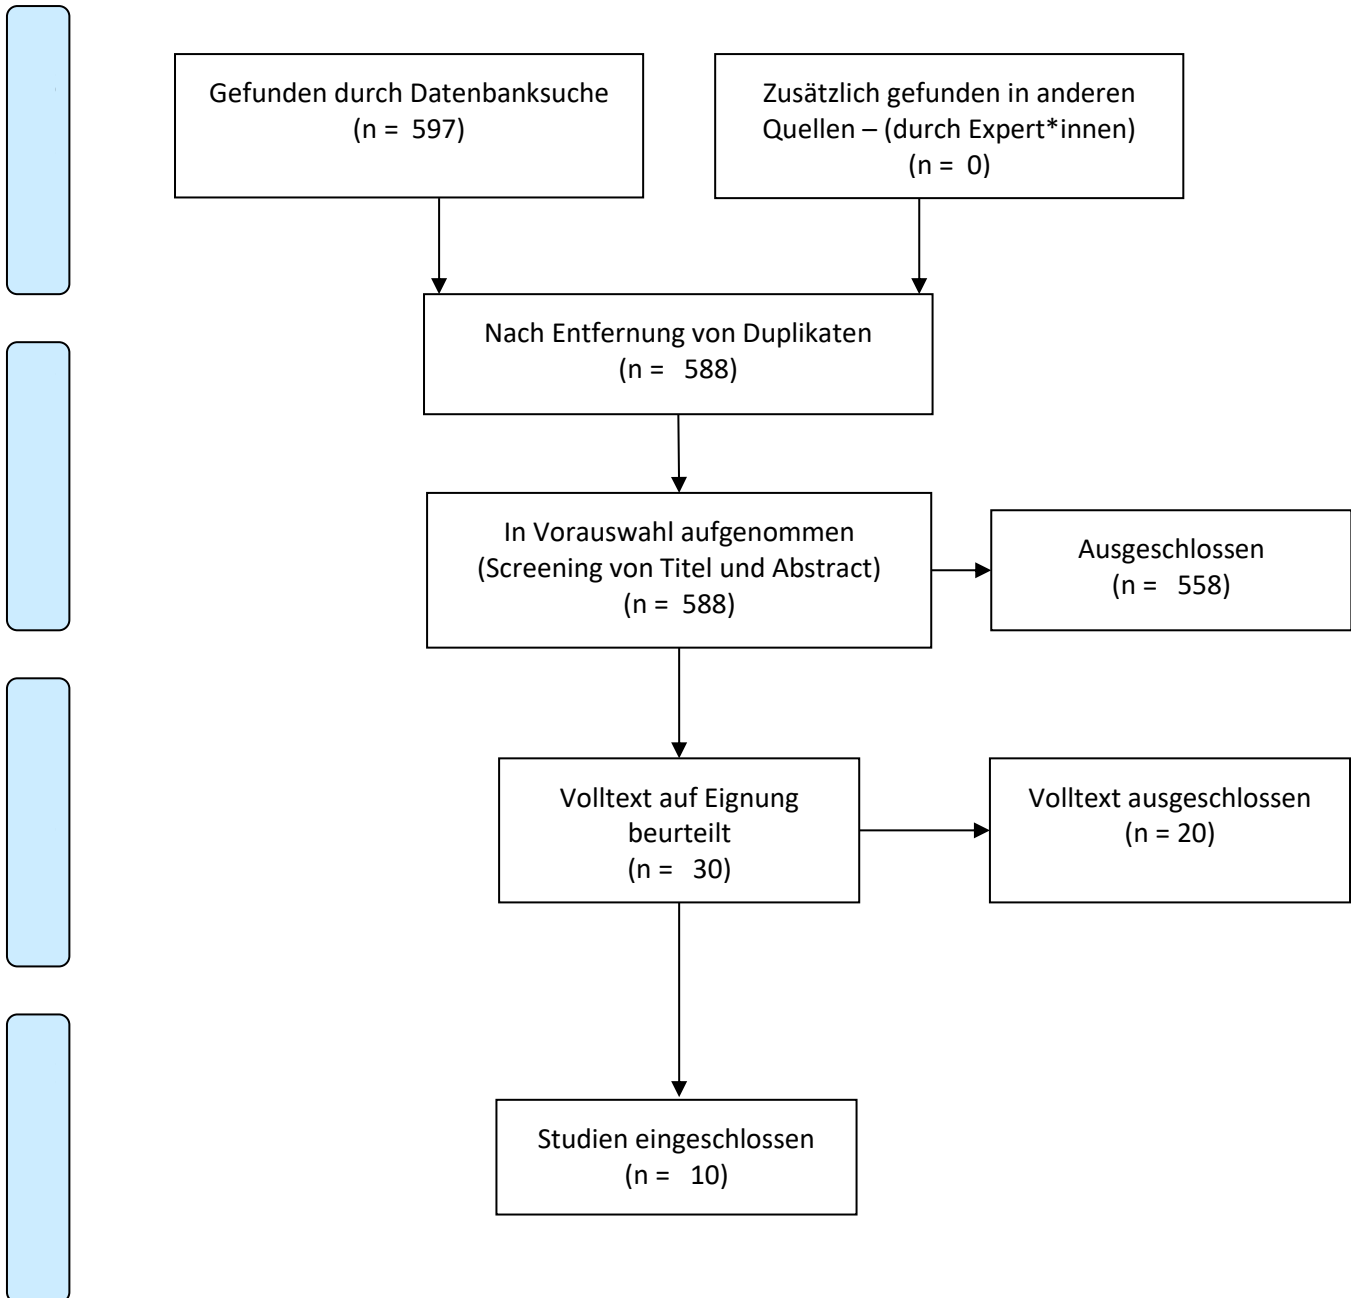 Gefunden durch Datenbanksuche
(n = 597)
Zusätzlich gefunden in anderen
Quellen – (durch Expert*innen)
(n = 0)
Nach Entfernung von Duplikaten
(n = 588)
In Vorauswahl aufgenommen
(Screening von Titel und Abstract)
(n = 588)
Ausgeschlossen
(n = 558)
Volltext auf Eignung
beurteilt
(n = 30)
Volltext ausgeschlossen
(n = 20)
Studien eingeschlossen
(n = 10)